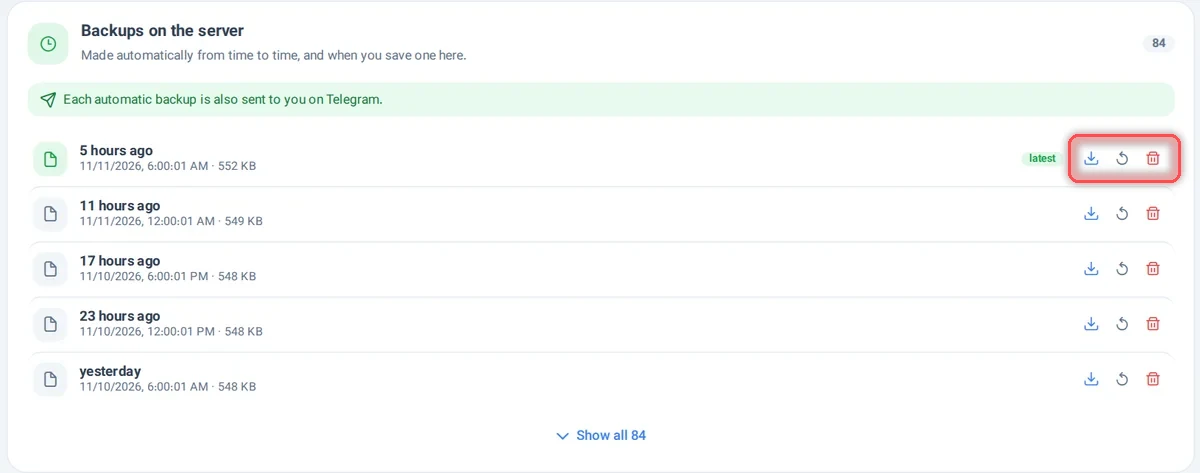 Backups on the server
Made automatically from time to time, and when you save one here.
84
Each automatic backup is also sent to you on Telegram.
5 hours ago
11/11/2026, 6:00:01 AM · 552 KB
latest
11 hours ago
11/11/2026, 12:00:01 AM · 549 KB
17 hours ago
11/10/2026, 6:00:01 PM · 548 KB
23 hours ago
11/10/2026, 12:00:01 PM · 548 KB
yesterday
11/10/2026, 6:00:01 AM · 548 KB
Show all 84